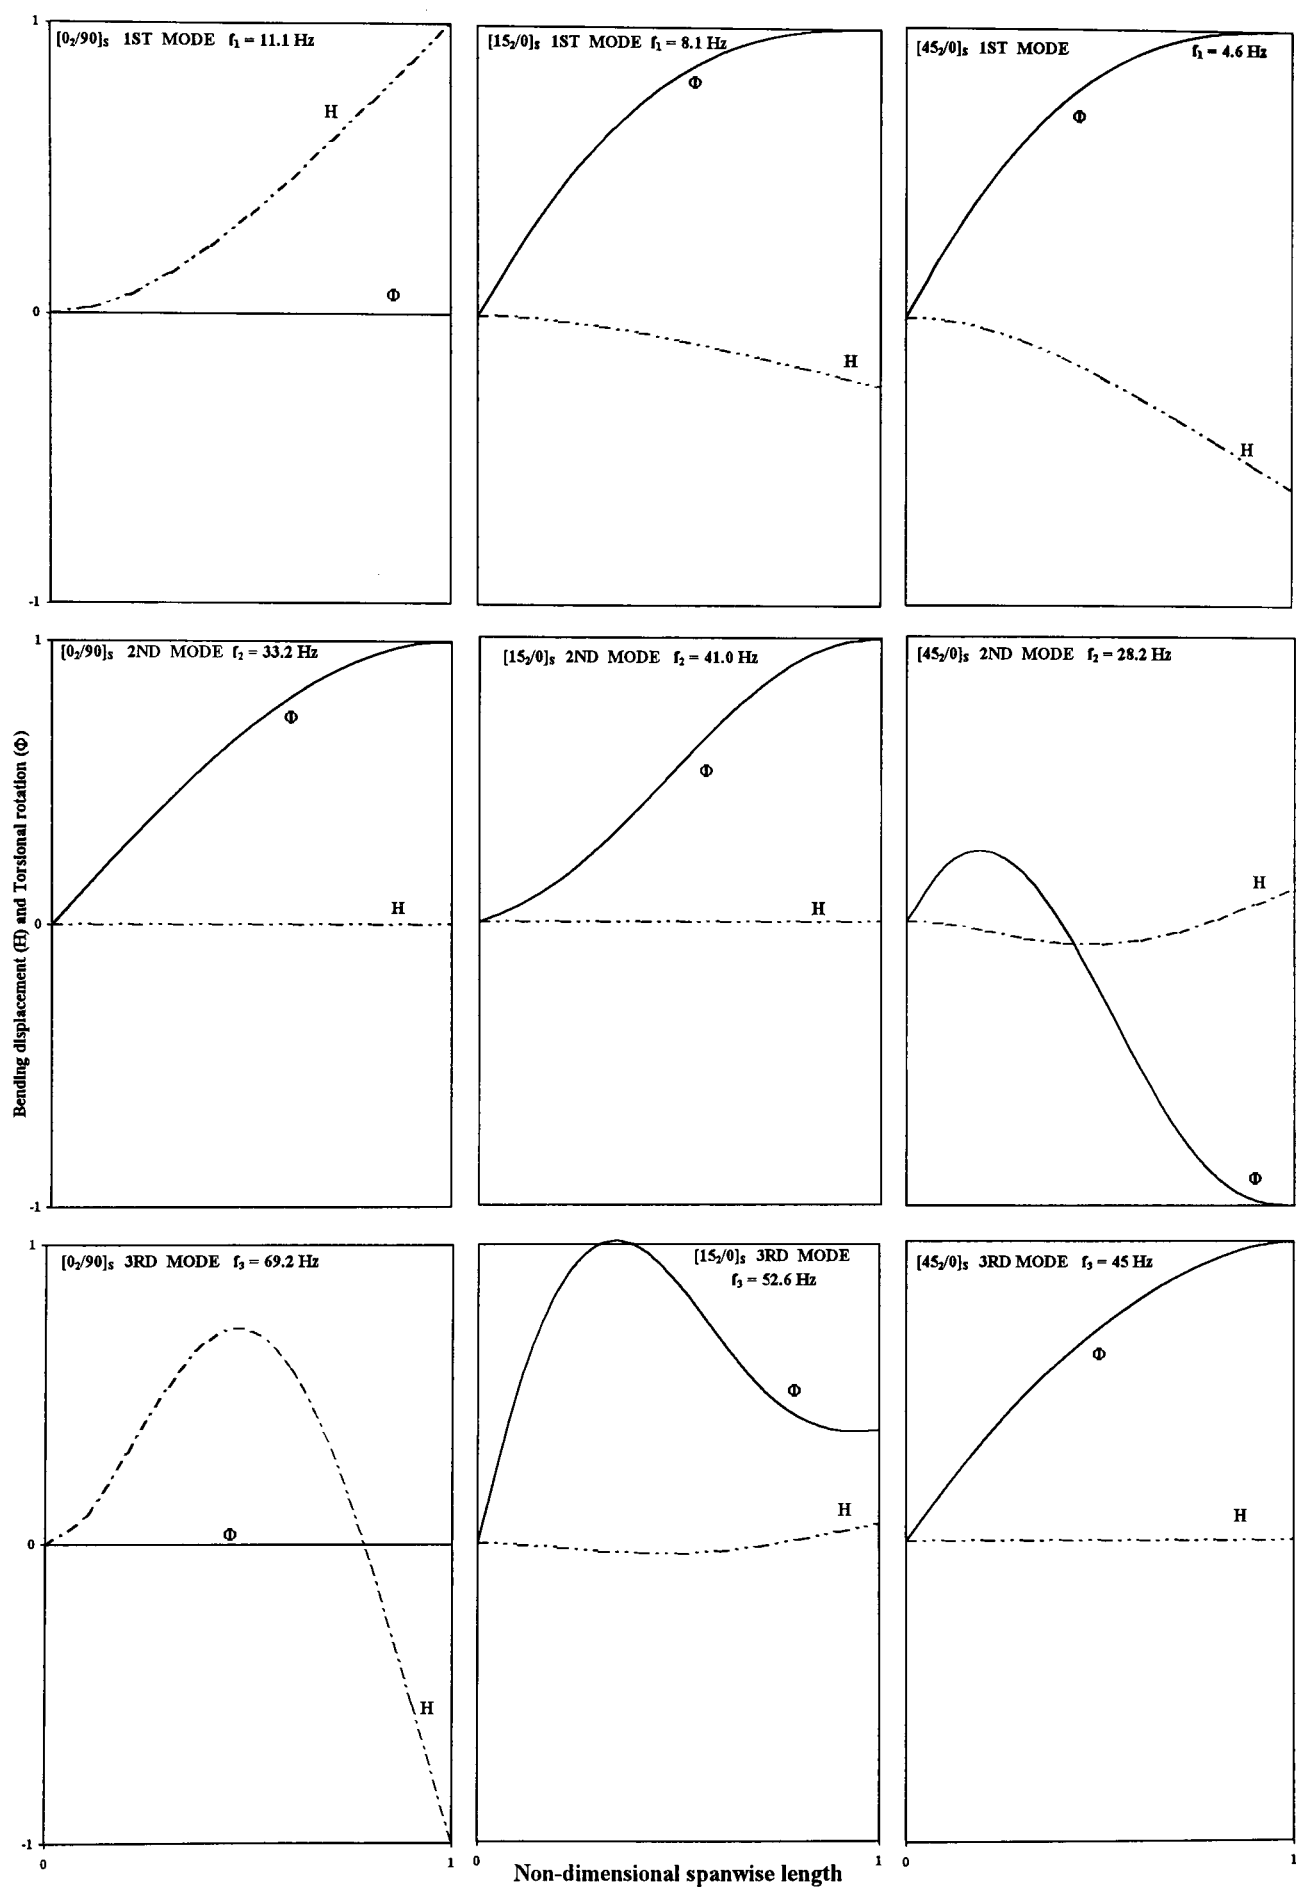 1
[0₂/90]s 1ST MODE f₁ = 11.1 Hz
H
Φ
0
-1
[15₂/0]s 1ST MODE f₁ = 8.1 Hz
Φ
H
[45₂/0]s 1ST MODE f₁ = 4.6 Hz
Φ
H
Bending displacement (H) and Torsional rotation (Φ)
1
[0₂/90]s 2ND MODE f₂ = 33.2 Hz
Φ
H
0
-1
[15₂/0]s 2ND MODE f₂ = 41.0 Hz
Φ
H
[45₂/0]s 2ND MODE f₂ = 28.2 Hz
H
Φ
1
[0₂/90]s 3RD MODE f₃ = 69.2 Hz
Φ
0
H
-1
0
1
[15₂/0]s 3RD MODE
f₃ = 52.6 Hz
Φ
H
1
[45₂/0]s 3RD MODE f₃ = 45 Hz
Φ
H
0
1
Non-dimensional spanwise length